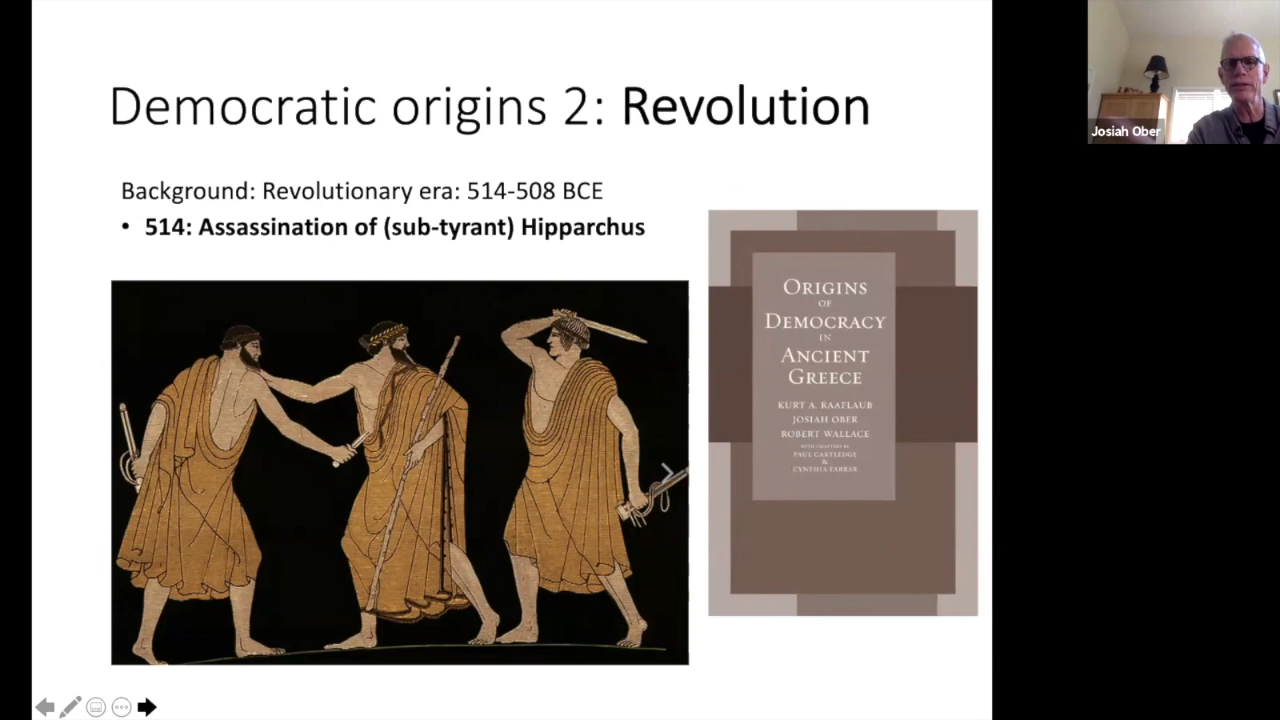 Democratic origins 2: Revolution
Background: Revolutionary era: 514-508 BCE
• 514: Assassination of (sub-tyrant) Hipparchus
ORIGINS
OF
DEMOCRACY
IN
ANCIENT
GREECE
KURT A. RAAFLAUB
JOSIAH OBER
ROBERT WALLACE
WITH CHAPTERS BY
PAUL CARTLEDGE
&
CYNTHIA FARRAR
Josiah Ober